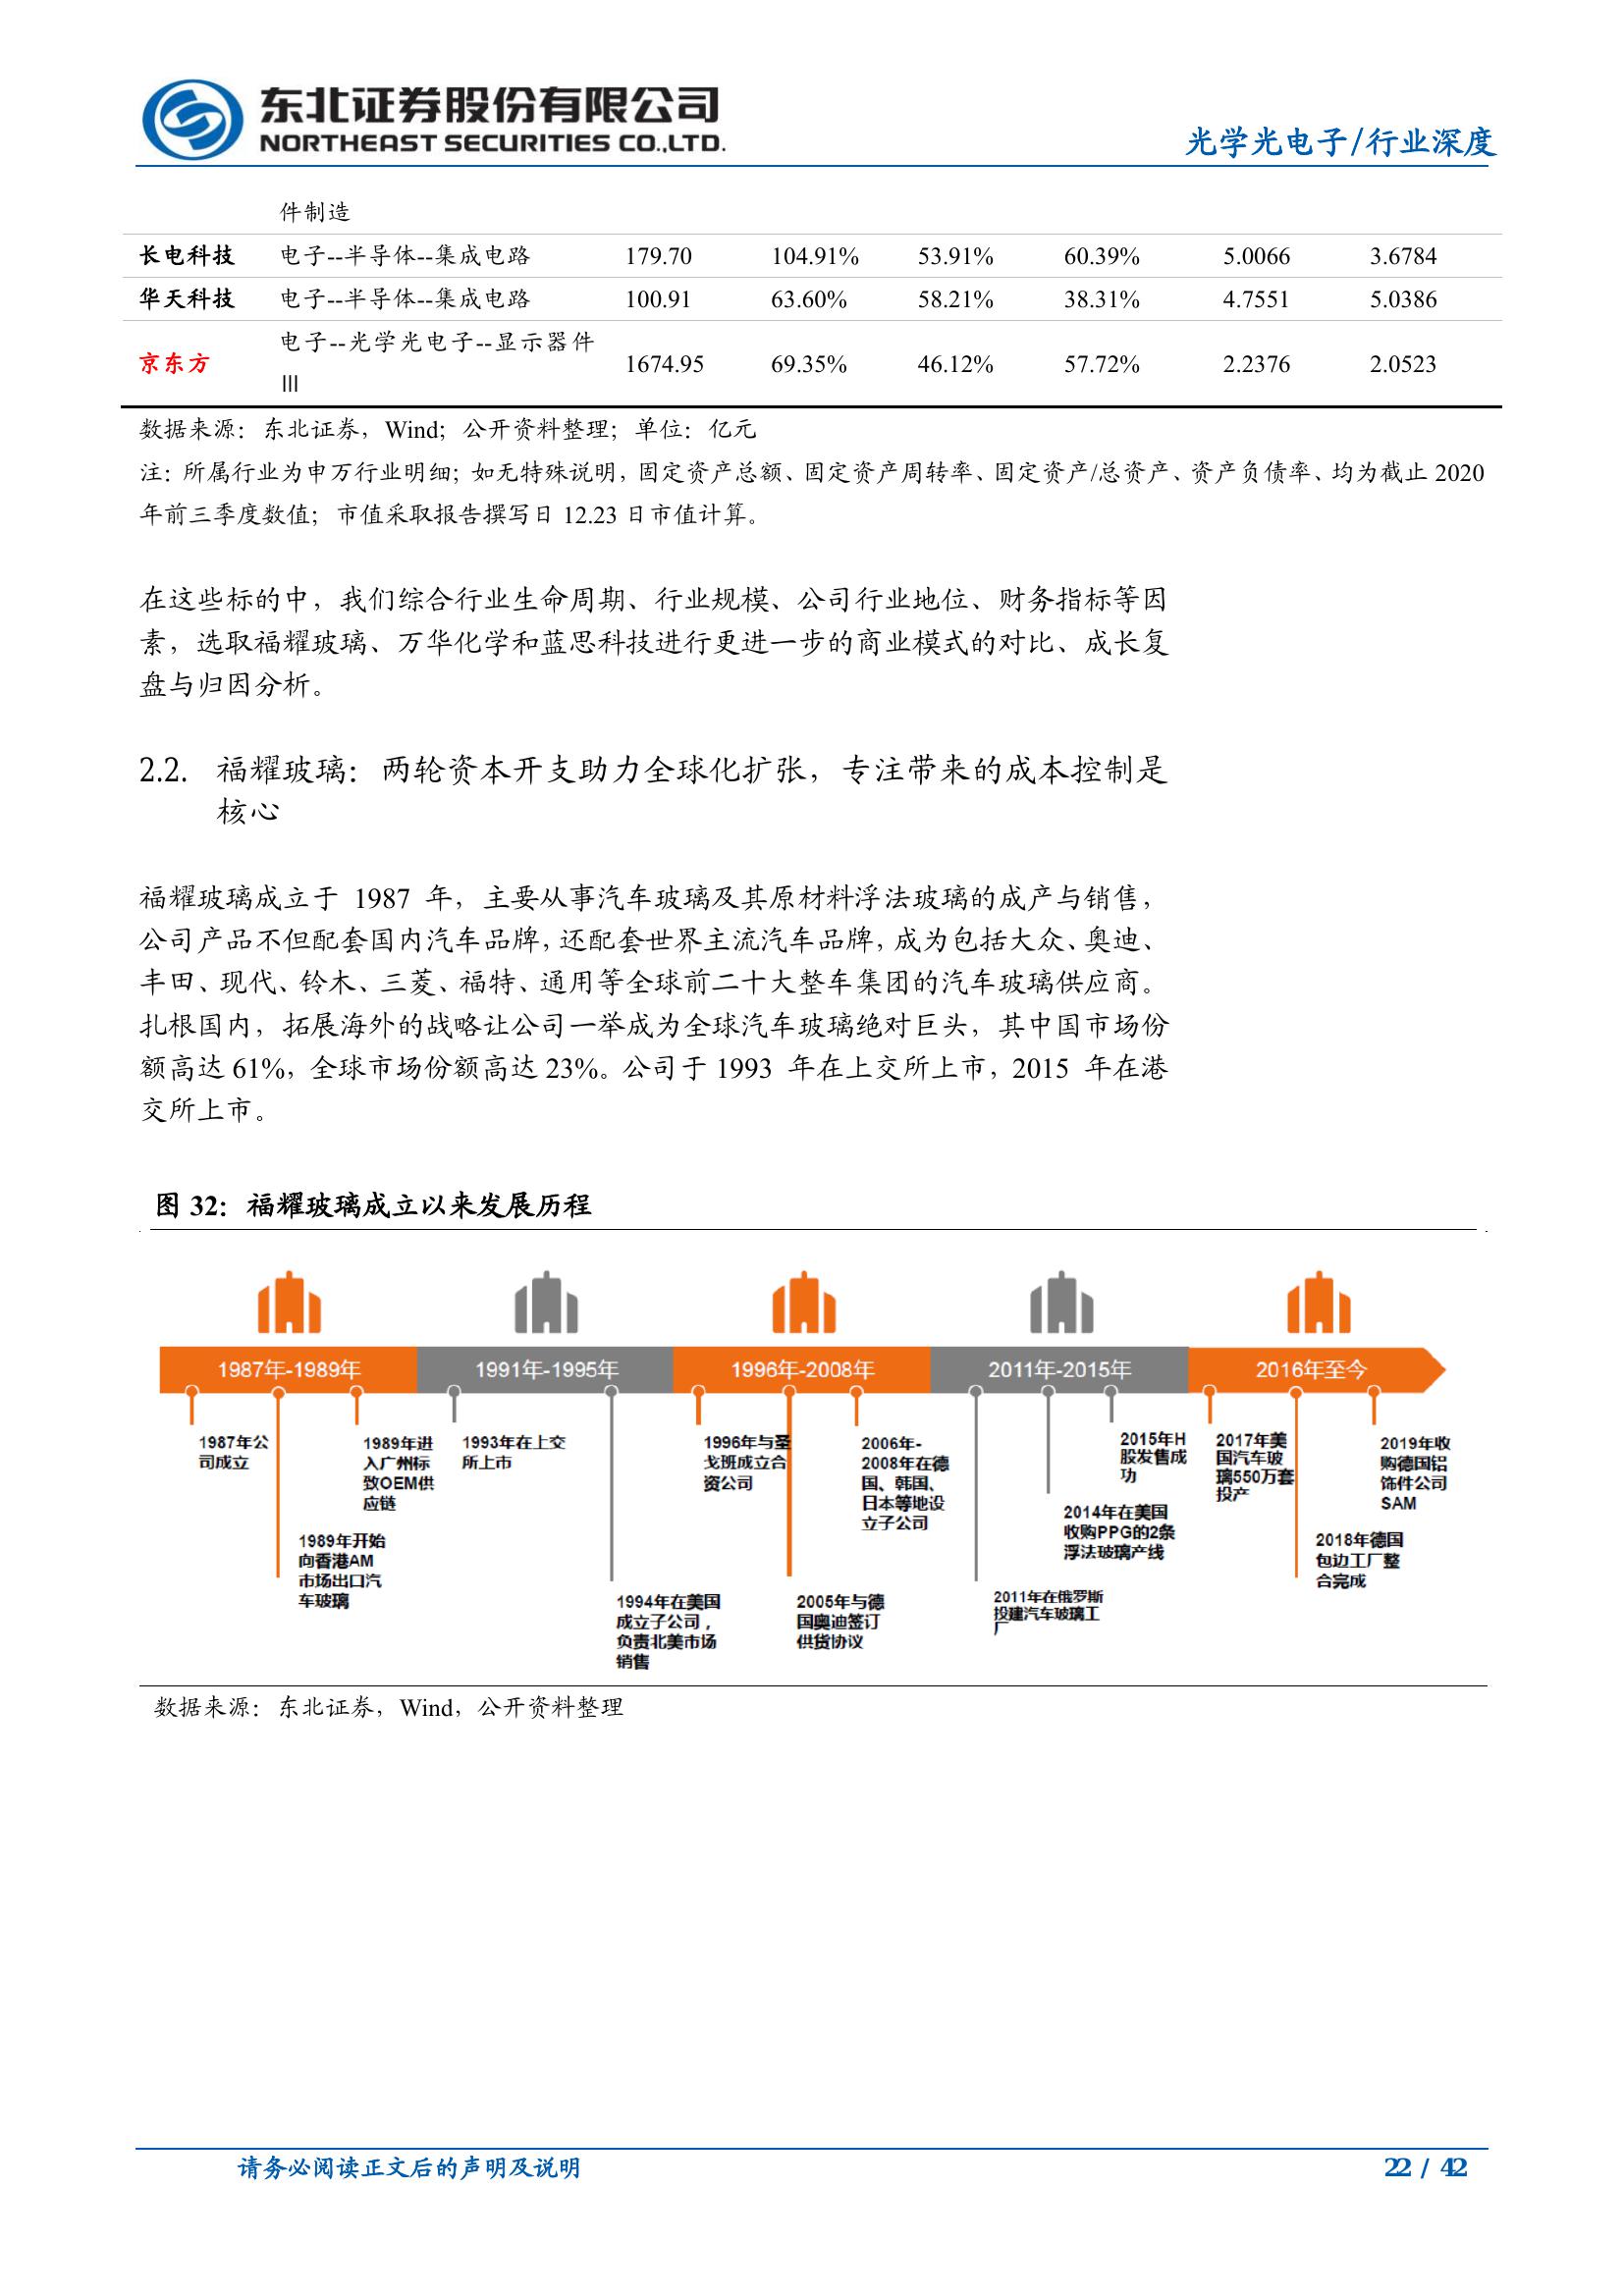 东北证券股份有限公司
NORTHEAST SECURITIES CO.,LTD.
光学光电子/行业深度
件制造
长电科技 电子--半导体--集成电路 179.70 104.91% 53.91% 60.39% 5.0066 3.6784
华天科技 电子--半导体--集成电路 100.91 63.60% 58.21% 38.31% 4.7551 5.0386
京东方 电子--光学光电子--显示器件 1674.95 69.35% 46.12% 57.72% 2.2376 2.0523
III
数据来源：东北证券，Wind；公开资料整理；单位：亿元
注：所属行业为申万行业明细；如无特殊说明，固定资产总额、固定资产周转率、固定资产/总资产、资产负债率、均为截止 2020
年前三季度数值；市值采取报告撰写日 12.23 日市值计算。
在这些标的中，我们综合行业生命周期、行业规模、公司行业地位、财务指标等因
素，选取福耀玻璃、万华化学和蓝思科技进行更进一步的商业模式的对比、成长复
盘与归因分析。
2.2. 福耀玻璃：两轮资本开支助力全球化扩张，专注带来的成本控制是
核心
福耀玻璃成立于 1987 年，主要从事汽车玻璃及其原材料浮法玻璃的成产与销售，
公司产品不但配套国内汽车品牌，还配套世界主流汽车品牌，成为包括大众、奥迪、
丰田、现代、铃木、三菱、福特、通用等全球前二十大整车集团的汽车玻璃供应商。
扎根国内，拓展海外的战略让公司一举成为全球汽车玻璃绝对巨头，其中国市场份
额高达 61%，全球市场份额高达 23%。公司于 1993 年在上交所上市，2015 年在港
交所上市。
图 32：福耀玻璃成立以来发展历程
1987年-1989年 1991年-1995年 1996年-2008年 2011年-2015年 2016年至今
1987年公
司成立
1989年开始
向香港AM
市场出口汽
车玻璃
1989年进
入广州标
致OEM供
应链
1993年在上交
所上市
1994年在美国
成立子公司，
负责北美市场
销售
1996年与圣
戈班成立合
资公司
2005年与德
国奥迪签订
供货协议
2006年-
2008年在德
国、韩国、
日本等地设
立子公司
2011年在俄罗斯
投建汽车玻璃工
厂
2014年在美国
收购PPG的2条
浮法玻璃产线
2015年H
股发售成
功
2017年美
国汽车玻
璃550万套
投产
2018年德国
包边工厂整
合完成
2019年收
购德国铝
饰件公司
SAM
数据来源：东北证券，Wind，公开资料整理
请务必阅读正文后的声明及说明
22 / 42